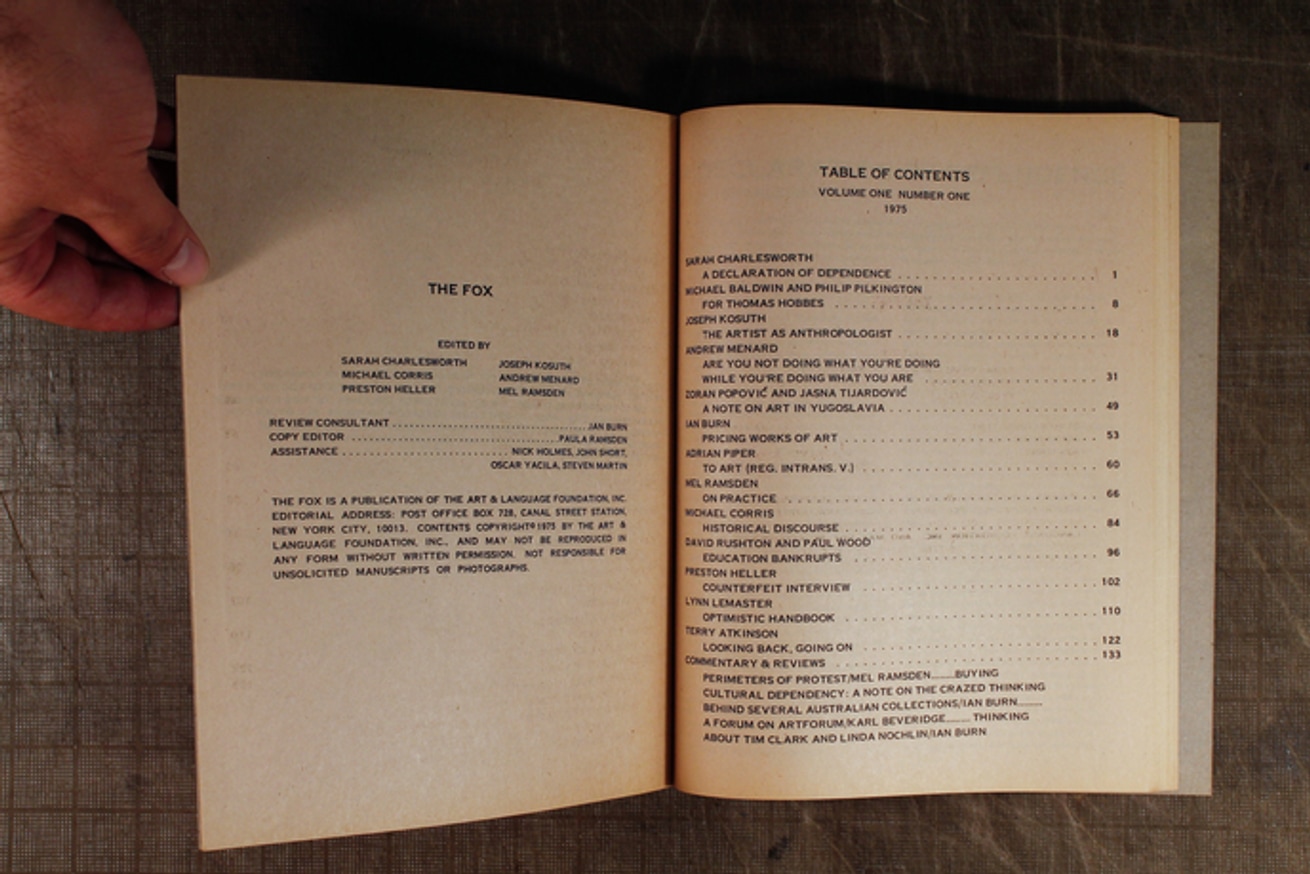 THE FOX
EDITED BY
SARAH CHARLESWORTH JOSEPH KOSUTH
MICHAEL CORRIS ANDREW MENARD
PRESTON HELLER MEL RAMSDEN
REVIEW CONSULTANT ........................................ IAN BURN
COPY EDITOR ........................................ PAULA RAMSDEN
ASSISTANCE ................................ NICK HOLMES, JOHN SHORT,
OSCAR YACILA, STEVEN MARTIN
THE FOX IS A PUBLICATION OF THE ART & LANGUAGE FOUNDATION, INC.
EDITORIAL ADDRESS: POST OFFICE BOX 728, CANAL STREET STATION,
NEW YORK CITY, 10013. CONTENTS COPYRIGHT© 1975 BY THE ART &
LANGUAGE FOUNDATION, INC., AND MAY NOT BE REPRODUCED IN
ANY FORM WITHOUT WRITTEN PERMISSION. NOT RESPONSIBLE FOR
UNSOLICITED MANUSCRIPTS OR PHOTOGRAPHS.
TABLE OF CONTENTS
VOLUME ONE NUMBER ONE
1975
SARAH CHARLESWORTH
A DECLARATION OF DEPENDENCE ........................ 1
MICHAEL BALDWIN AND PHILIP PILKINGTON
FOR THOMAS HOBBES ........................ 8
JOSEPH KOSUTH
THE ARTIST AS ANTHROPOLOGIST ........................ 18
ANDREW MENARD
ARE YOU NOT DOING WHAT YOU'RE DOING
WHILE YOU'RE DOING WHAT YOU ARE ........................ 31
ZORAN POPOVIĆ AND JASNA TIJARDOVIĆ
A NOTE ON ART IN YUGOSLAVIA ........................ 49
IAN BURN
PRICING WORKS OF ART ........................ 53
ADRIAN PIPER
TO ART (REG. INTRANS. V.) ........................ 60
MEL RAMSDEN
ON PRACTICE ........................ 66
MICHAEL CORRIS
HISTORICAL DISCOURSE ........................ 84
DAVID RUSHTON AND PAUL WOOD
EDUCATION BANKRUPTS ........................ 96
PRESTON HELLER
COUNTERFEIT INTERVIEW ........................ 102
LYNN LEMASTER
OPTIMISTIC HANDBOOK ........................ 110
TERRY ATKINSON
LOOKING BACK, GOING ON ........................ 122
COMMENTARY & REVIEWS ........................ 133
PERIMETERS OF PROTEST/MEL RAMSDEN........BUYING
CULTURAL DEPENDENCY: A NOTE ON THE CRAZED THINKING
BEHIND SEVERAL AUSTRALIAN COLLECTIONS/IAN BURN........
A FORUM ON ARTFORUM/KARL BEVERIDGE........ THINKING
ABOUT TIM CLARK AND LINDA NOCHLIN/IAN BURN